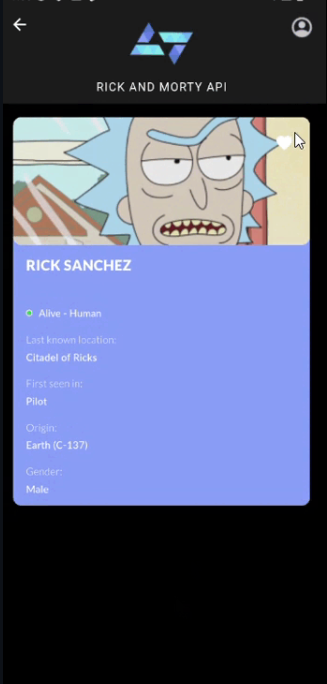 RICK AND MORTY API
RICK SANCHEZ
Alive - Human
Last known location:
Citadel of Ricks
First seen in:
Pilot
Origin:
Earth (C-137)
Gender:
Male